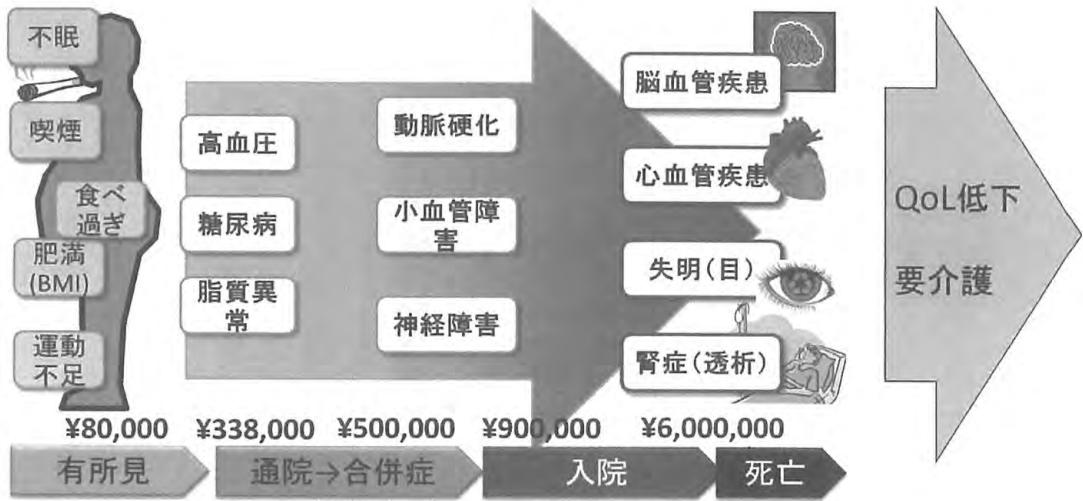 不眠
喫煙
食べ
過ぎ
肥満
(BMI)
運動
不足
高血圧
糖尿病
脂質異
常
動脈硬化
小血管障
害
神経障害
脳血管疾患
心血管疾患
失明(目)
腎症(透析)
QoL低下
要介護
¥80,000
¥338,000
¥500,000
¥900,000
¥6,000,000
有所見
通院→合併症
入院
死亡